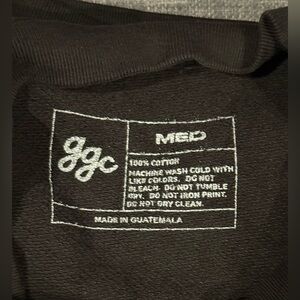 ggc
MED
100% COTTON
MACHINE WASH COLD WITH
LIKE COLORS. DO NOT
BLEACH. DO NOT TUMBLE
DRY. DO NOT IRON PRINT.
DO NOT DRY CLEAN.
MADE IN GUATEMALA